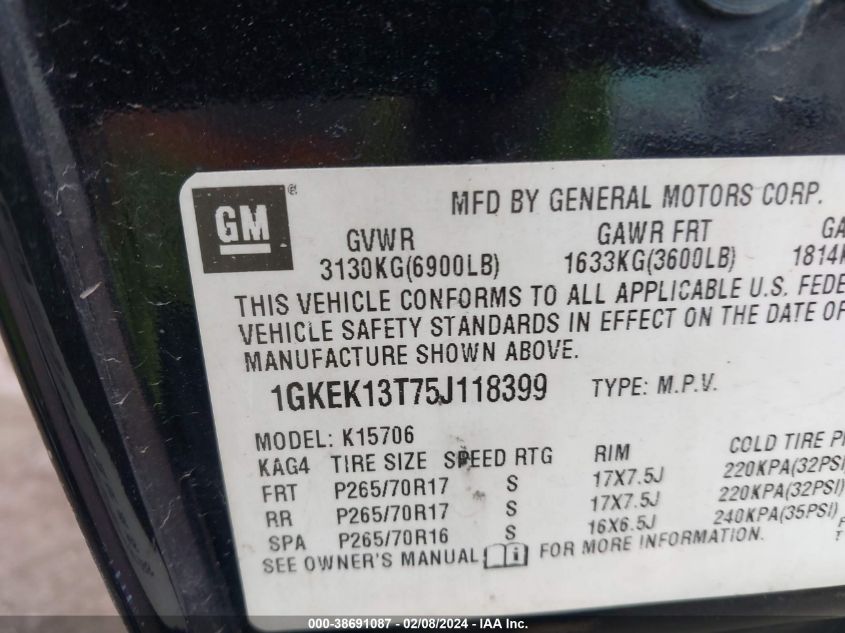 GM®
MFD BY GENERAL MOTORS CORP.
GVWR GAWR FRT GA
3130KG(6900LB) 1633KG(3600LB) 1814K
THIS VEHICLE CONFORMS TO ALL APPLICABLE U.S. FEDE
VEHICLE SAFETY STANDARDS IN EFFECT ON THE DATE OF
MANUFACTURE SHOWN ABOVE.
1GKEK13T75J118399 TYPE: M.P.V.
MODEL: K15706
KAG4 TIRE SIZE SPEED RTG RIM COLD TIRE P
FRT P265/70R17 S 17X7.5J 220KPA(32PSI)
RR P265/70R17 S 17X7.5J 220KPA(32PSI)
SPA P265/70R16 S 16X6.5J 240KPA(35PSI)
SEE OWNER'S MANUAL FOR MORE INFORMATION.
000-38691087 - 02/08/2024 - IAA Inc.